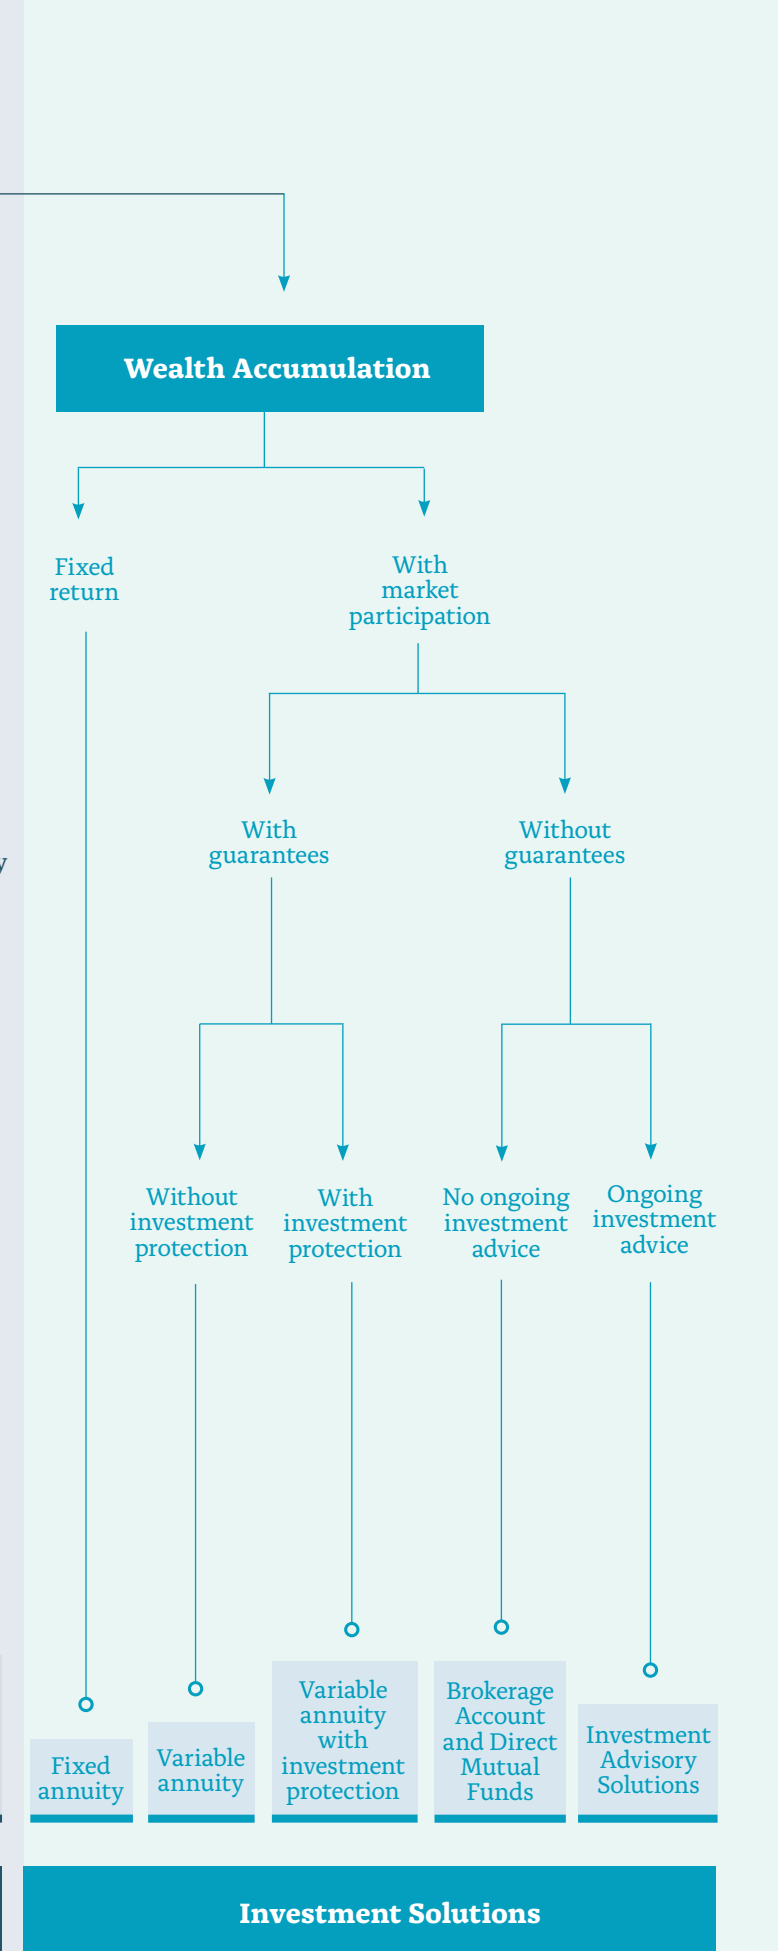 Wealth Accumulation
Fixed
return
With
market
participation
With
guarantees
Without
guarantees
y
Without
investment
protection
With
investment
protection
No ongoing
investment
advice
Ongoing
investment
advice
Fixed
annuity
Variable
annuity
Variable
annuity
with
investment
protection
Brokerage
Account
and Direct
Mutual
Funds
Investment
Advisory
Solutions
Investment Solutions